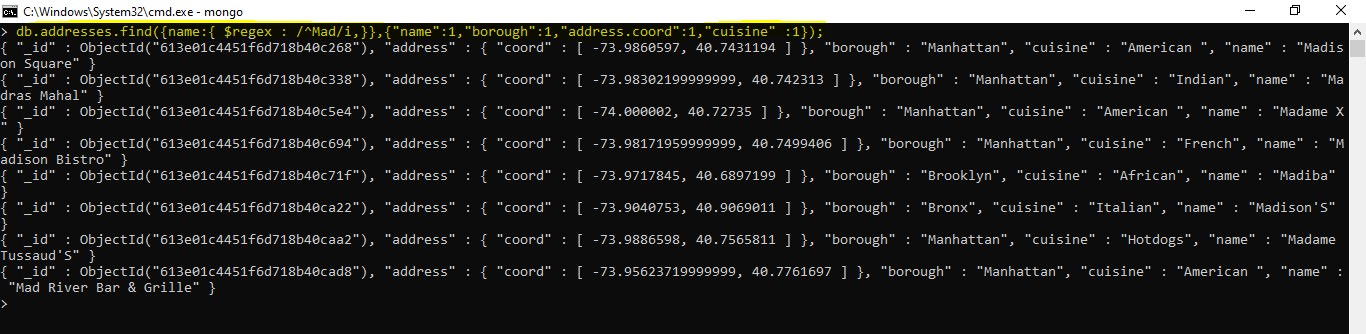 C:\Windows\System32\cmd.exe - mongo
> db.addresses.find({name:{ $regex : /^Mad/i,}},{"name":1,"borough":1,"address.coord":1,"cuisine" :1});
{ "_id" : ObjectId("613e01c4451f6d718b40c268"), "address" : { "coord" : [ -73.9860597, 40.7431194 ] }, "borough" : "Manhattan", "cuisine" : "American ", "name" : "Madis
on Square" }
{ "_id" : ObjectId("613e01c4451f6d718b40c338"), "address" : { "coord" : [ -73.98302199999999, 40.742313 ] }, "borough" : "Manhattan", "cuisine" : "Indian", "name" : "Ma
dras Mahal" }
{ "_id" : ObjectId("613e01c4451f6d718b40c5e4"), "address" : { "coord" : [ -74.000002, 40.72735 ] }, "borough" : "Manhattan", "cuisine" : "American ", "name" : "Madame X
" }
{ "_id" : ObjectId("613e01c4451f6d718b40c694"), "address" : { "coord" : [ -73.98171959999999, 40.7499406 ] }, "borough" : "Manhattan", "cuisine" : "French", "name" : "M
adison Bistro" }
{ "_id" : ObjectId("613e01c4451f6d718b40c71f"), "address" : { "coord" : [ -73.9717845, 40.6897199 ] }, "borough" : "Brooklyn", "cuisine" : "African", "name" : "Madiba"
}
{ "_id" : ObjectId("613e01c4451f6d718b40ca22"), "address" : { "coord" : [ -73.9040753, 40.9069011 ] }, "borough" : "Bronx", "cuisine" : "Italian", "name" : "Madison'S"
}
{ "_id" : ObjectId("613e01c4451f6d718b40caa2"), "address" : { "coord" : [ -73.9886598, 40.7565811 ] }, "borough" : "Manhattan", "cuisine" : "Hotdogs", "name" : "Madame
Tussaud'S" }
{ "_id" : ObjectId("613e01c4451f6d718b40cad8"), "address" : { "coord" : [ -73.95623719999999, 40.7761697 ] }, "borough" : "Manhattan", "cuisine" : "American ", "name" :
"Mad River Bar & Grille" }
>